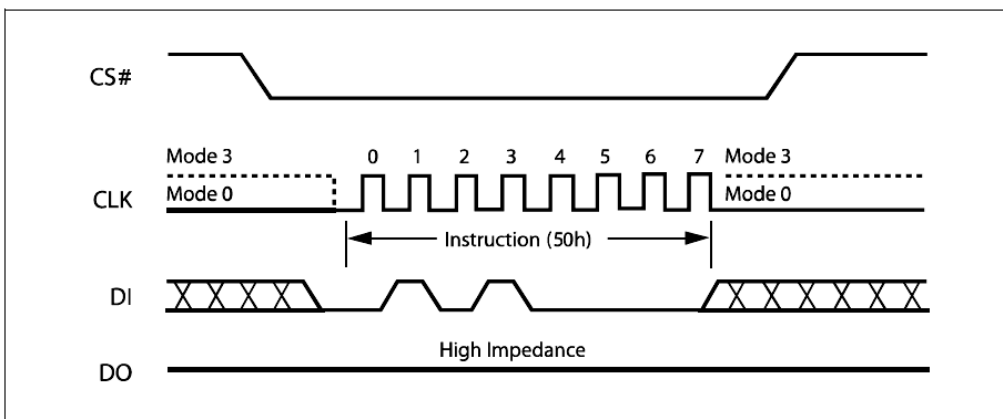 CS#
Mode 3 0 1 2 3 4 5 6 7 Mode 3
CLK Mode 0 Mode 0
Instruction (50h)
DI
High Impedance
DO